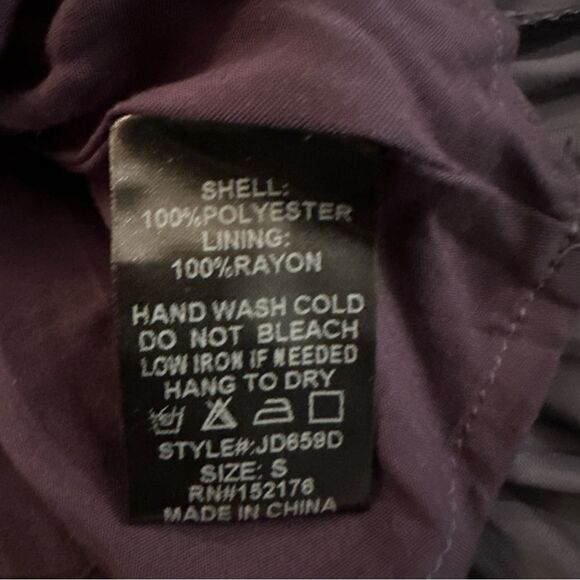 SHELL:
100%POLYESTER
LINING:
100%RAYON
HAND WASH COLD
DO NOT BLEACH
LOW IRON IF NEEDED
HANG TO DRY
STYLE#:JD659D
SIZE: S
RN#152176
MADE IN CHINA